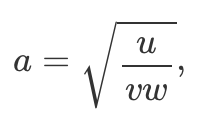 a = √(u/(vw)),